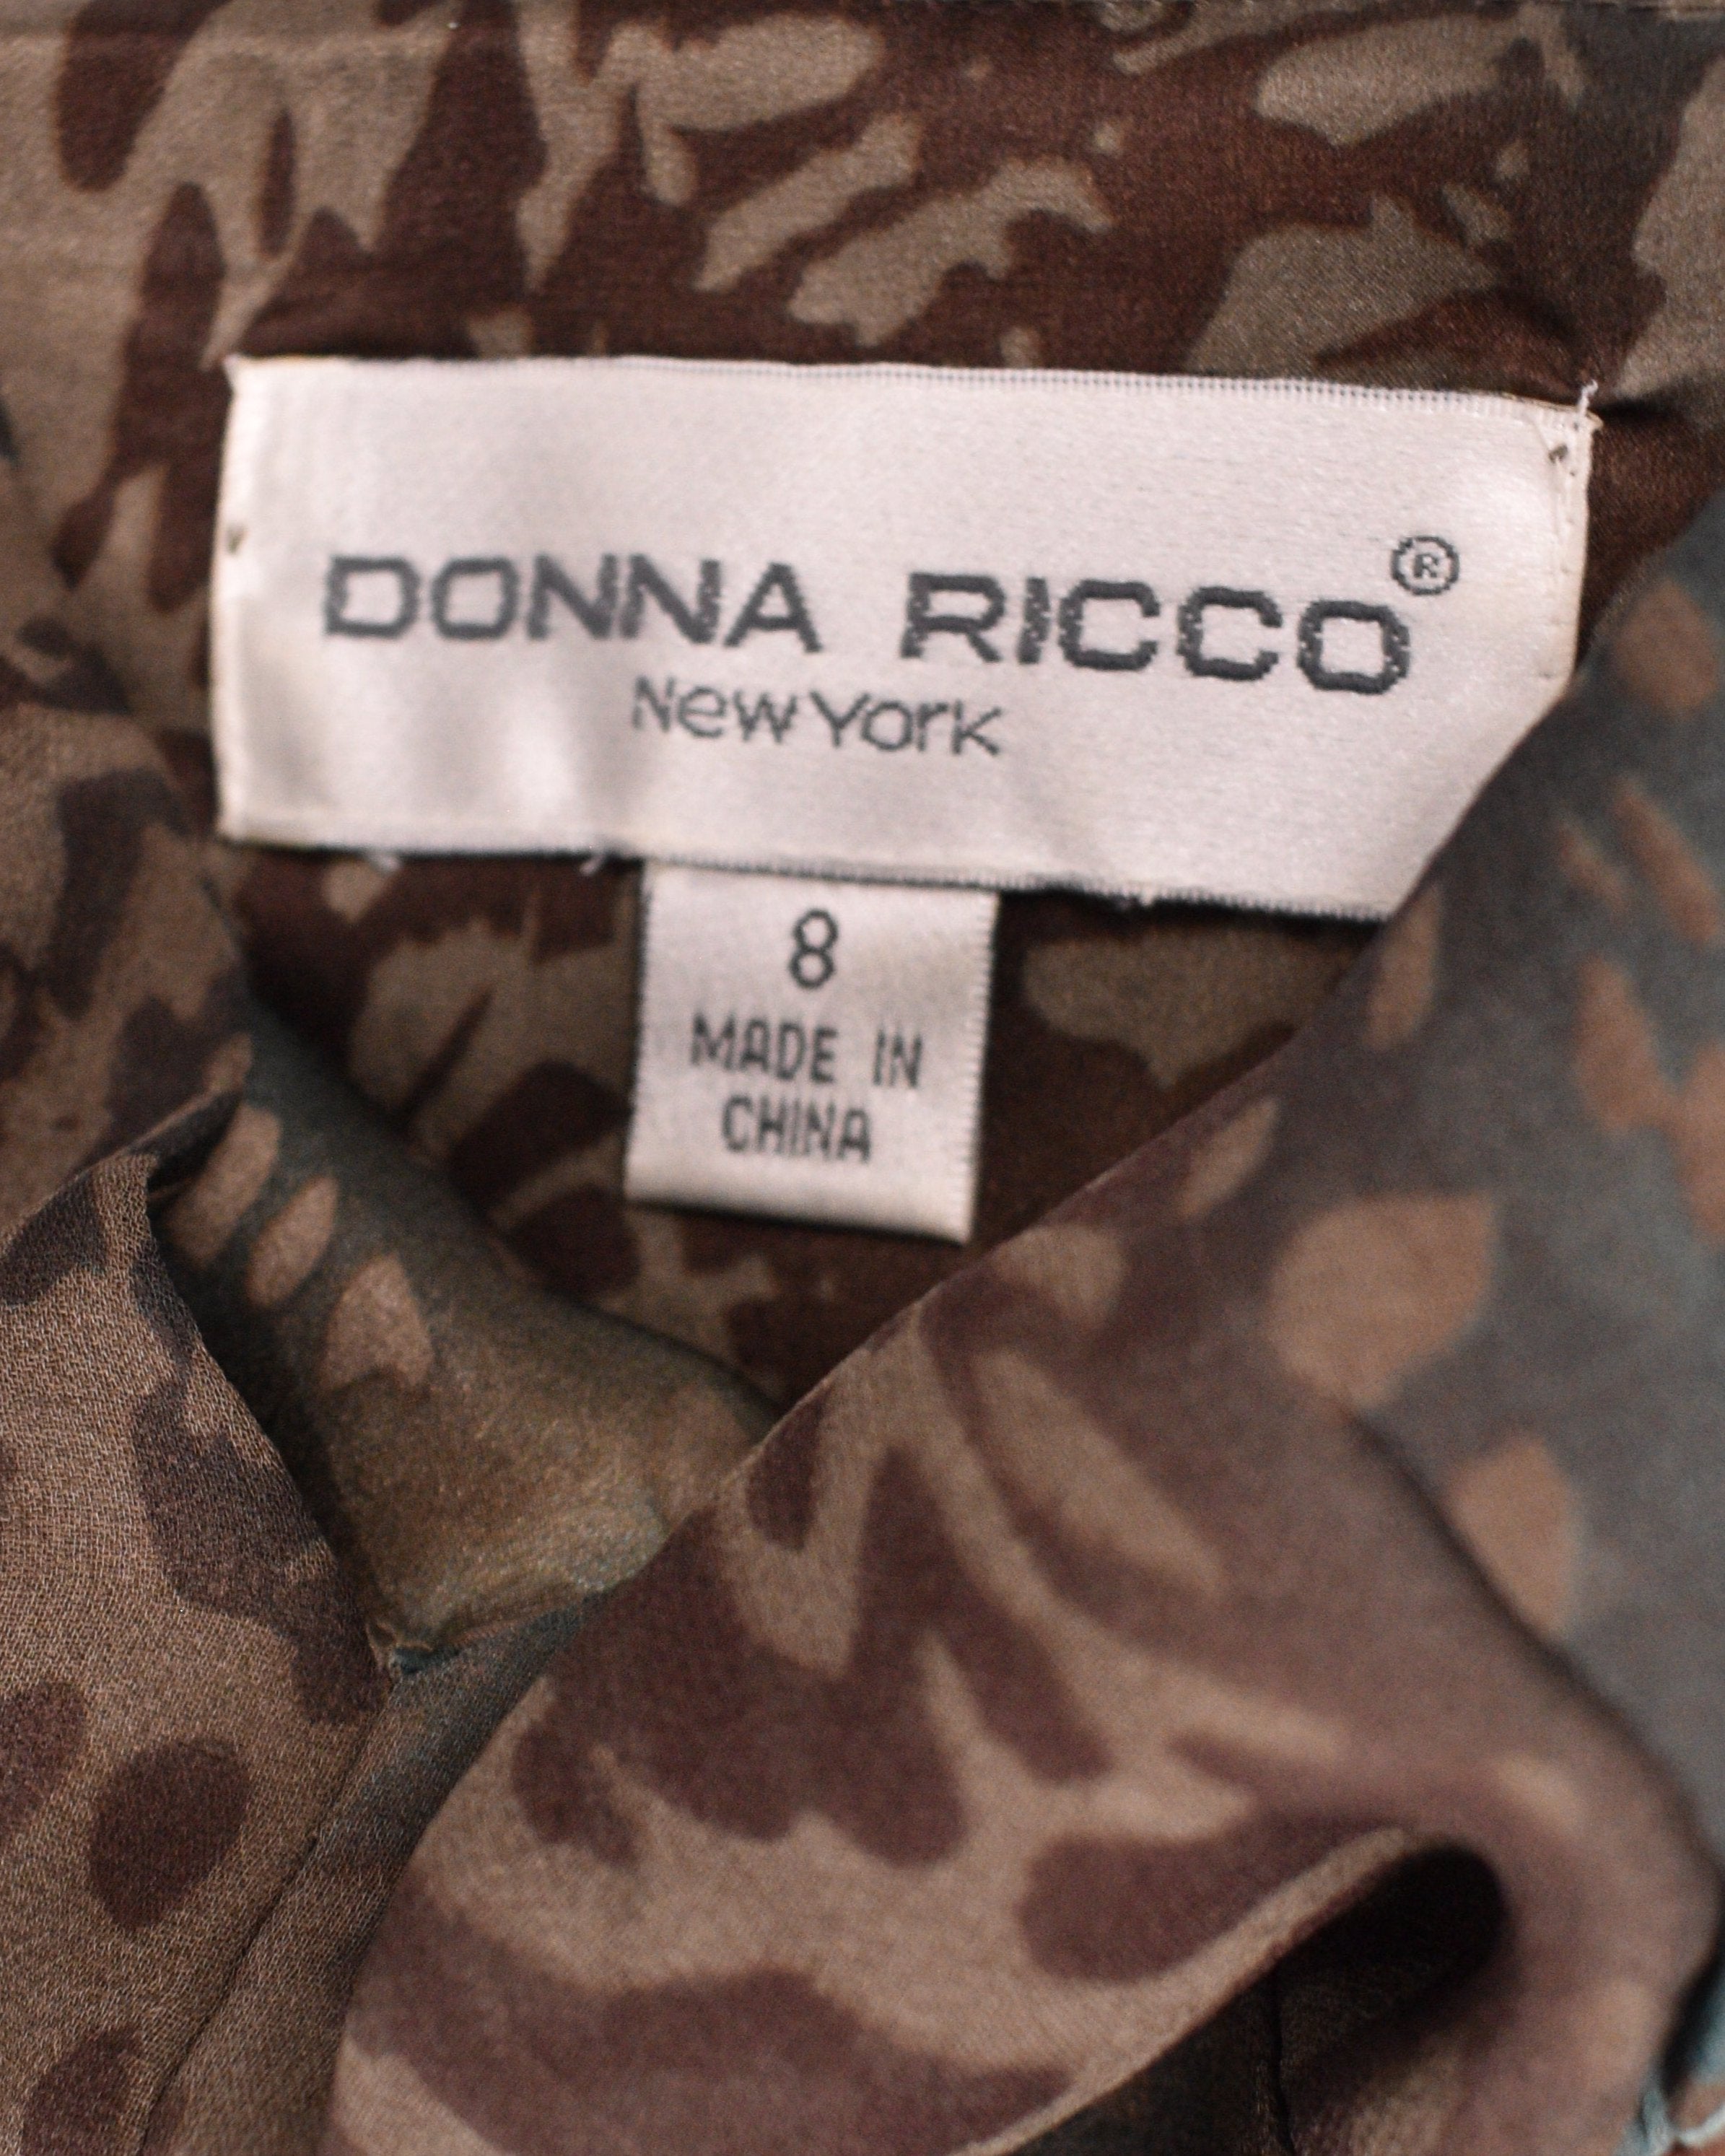 DONNA RICCO®
New York
8
MADE IN
CHINA